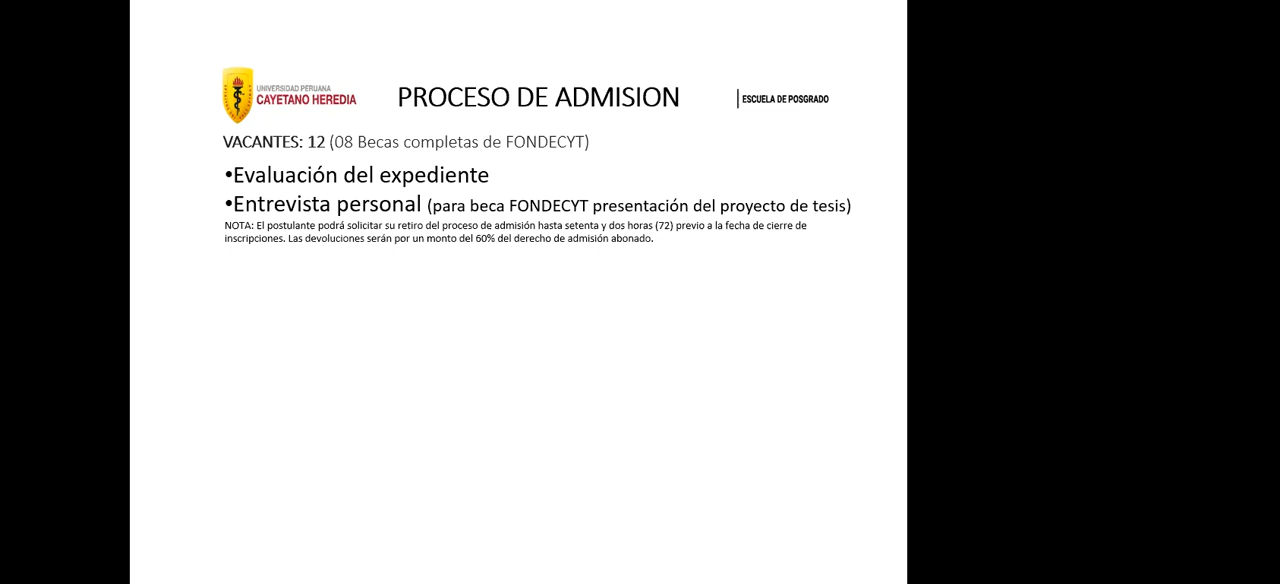 UNIVERSIDAD PERUANA
CAYETANO HEREDIA
PROCESO DE ADMISION
ESCUELA DE POSGRADO
VACANTES: 12 (08 Becas completas de FONDECYT)
•Evaluación del expediente
•Entrevista personal (para beca FONDECYT presentación del proyecto de tesis)
NOTA: El postulante podrá solicitar su retiro del proceso de admisión hasta setenta y dos horas (72) previo a la fecha de cierre de
inscripciones. Las devoluciones serán por un monto del 60% del derecho de admisión abonado.